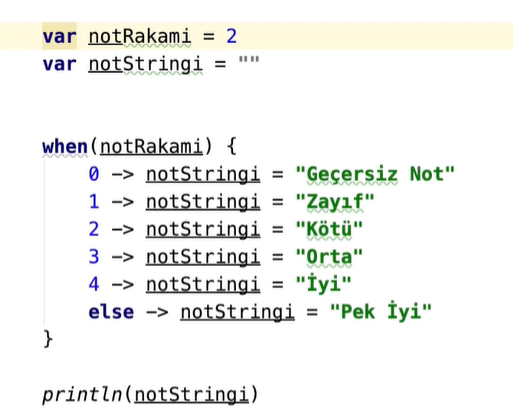 var notRakami = 2
var notStringi = ""
when(notRakami) {
0 -> notStringi = "Geçersiz Not"
1 -> notStringi = "Zayıf"
2 -> notStringi = "Kötü"
3 -> notStringi = "Orta"
4 -> notStringi = "İyi"
else -> notStringi = "Pek İyi"
}
println(notStringi)